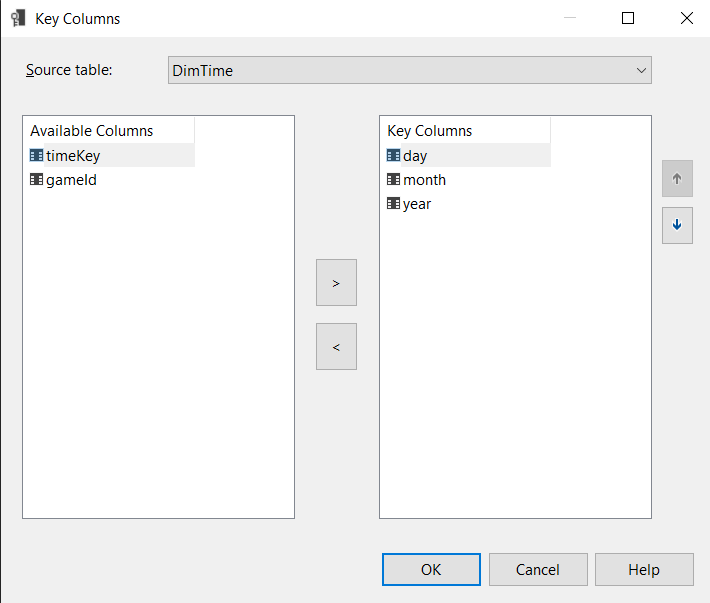 Key Columns
Source table: DimTime
Available Columns
timeKey
gameId
Key Columns
day
month
year
>
<
OK Cancel Help